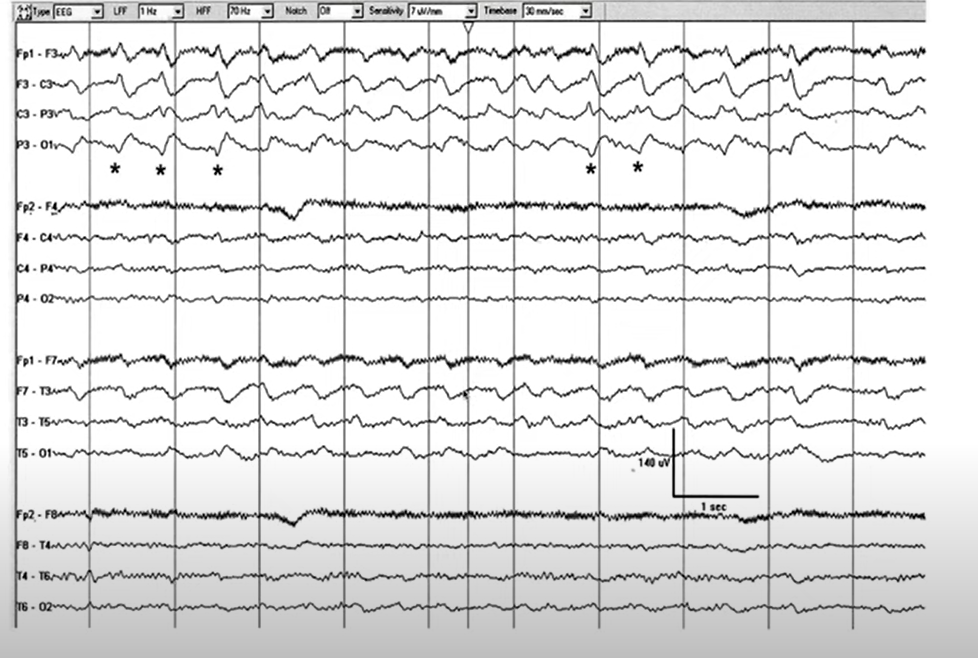 Type EEG LFF 1 Hz HFF 70 Hz Notch Off Sensitivity 7 uV/mm Timebase 30 mm/sec
Fp1 - F3
F3 - C3
C3 - P3
P3 - O1
* * * * *
Fp2 - F4
F4 - C4
C4 - P4
P4 - O2
Fp1 - F7
F7 - T3
T3 - T5
T5 - O1
140 uV
1 sec
Fp2 - F8
F8 - T4
T4 - T6
T6 - O2